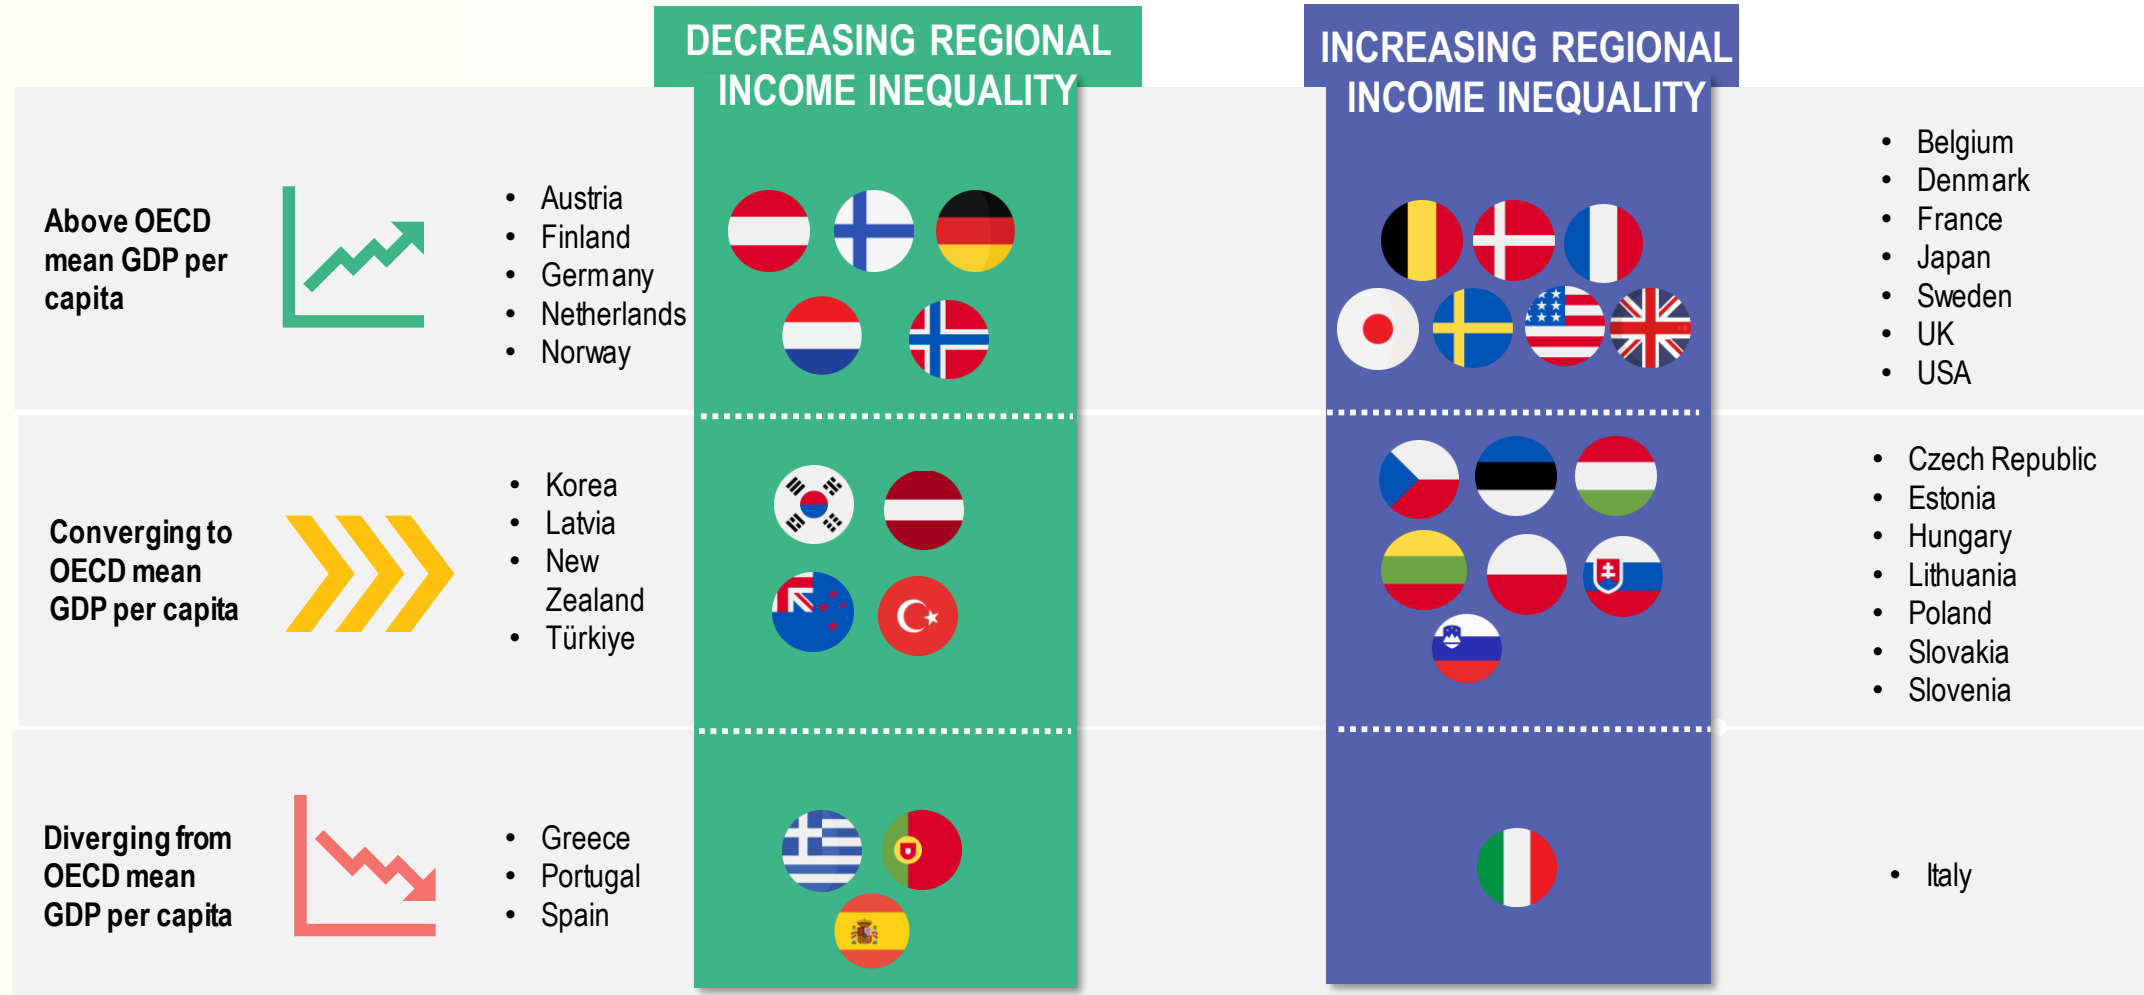 DECREASING REGIONAL
INCOME INEQUALITY
INCREASING REGIONAL
INCOME INEQUALITY
Above OECD
mean GDP per
capita
• Austria
• Finland
• Germany
• Netherlands
• Norway
• Belgium
• Denmark
• France
• Japan
• Sweden
• UK
• USA
Converging to
OECD mean
GDP per capita
• Korea
• Latvia
• New
Zealand
• Türkiye
• Czech Republic
• Estonia
• Hungary
• Lithuania
• Poland
• Slovakia
• Slovenia
Diverging from
OECD mean
GDP per capita
• Greece
• Portugal
• Spain
• Italy